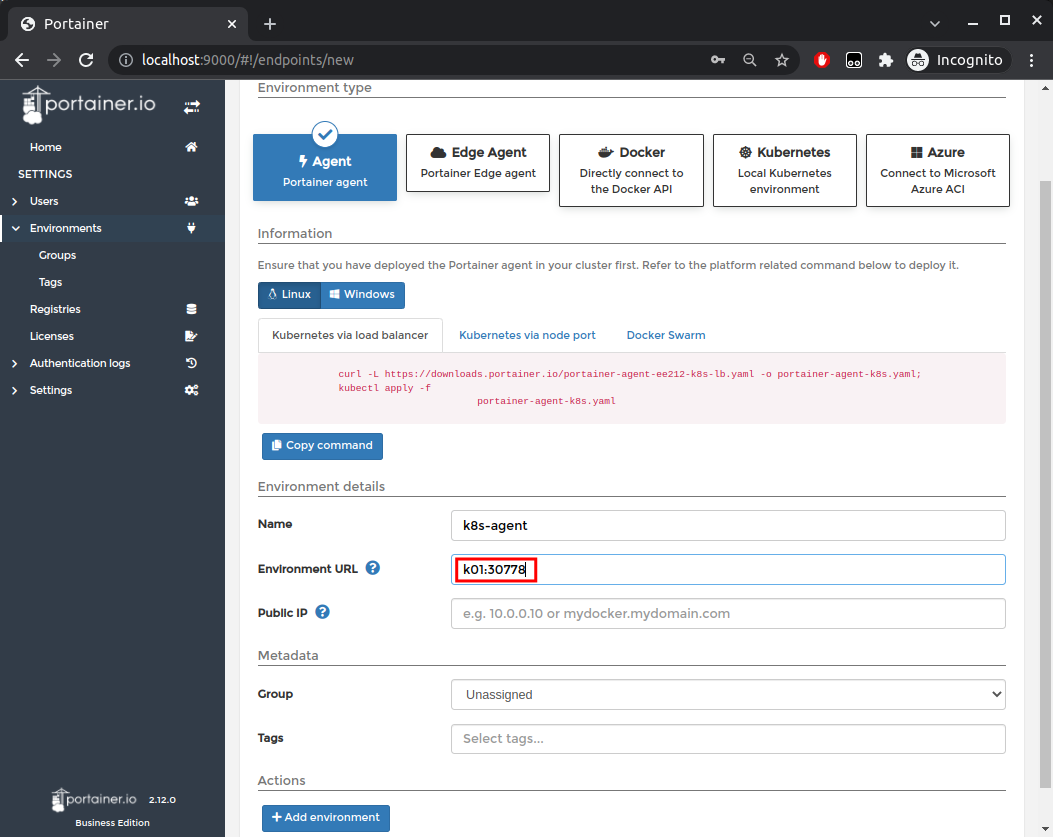 Portainer
localhost:9000/#!/endpoints/new
Incognito
portainer.io
Home
SETTINGS
Users
Environments
Groups
Tags
Registries
Licenses
Authentication logs
Settings
portainer.io 2.12.0
Business Edition
Environment type
Agent
Portainer agent
Edge Agent
Portainer Edge agent
Docker
Directly connect to
the Docker API
Kubernetes
Local Kubernetes
environment
Azure
Connect to Microsoft
Azure ACI
Information
Ensure that you have deployed the Portainer agent in your cluster first. Refer to the platform related command below to deploy it.
Linux Windows
Kubernetes via load balancer Kubernetes via node port Docker Swarm
curl -L https://downloads.portainer.io/portainer-agent-ee212-k8s-lb.yaml -o portainer-agent-k8s.yaml;
kubectl apply -f
portainer-agent-k8s.yaml
Copy command
Environment details
Name k8s-agent
Environment URL k01:30778
Public IP e.g. 10.0.0.10 or mydocker.mydomain.com
Metadata
Group Unassigned
Tags Select tags...
Actions
Add environment